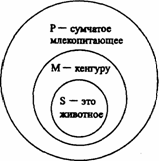 Р — сумчатое
млекопитающее
М — кенгуру
S — это
животное